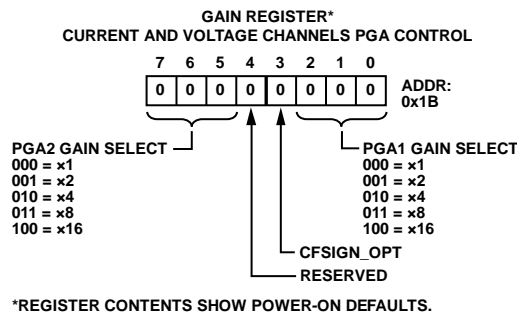 GAIN REGISTER*
CURRENT AND VOLTAGE CHANNELS PGA CONTROL
7 6 5 4 3 2 1 0
0 0 0 0 0 0 0 0
ADDR:
0x1B
PGA2 GAIN SELECT
000 = ×1
001 = ×2
010 = ×4
011 = ×8
100 = ×16
PGA1 GAIN SELECT
000 = ×1
001 = ×2
010 = ×4
011 = ×8
100 = ×16
CFSIGN_OPT
RESERVED
*REGISTER CONTENTS SHOW POWER-ON DEFAULTS.